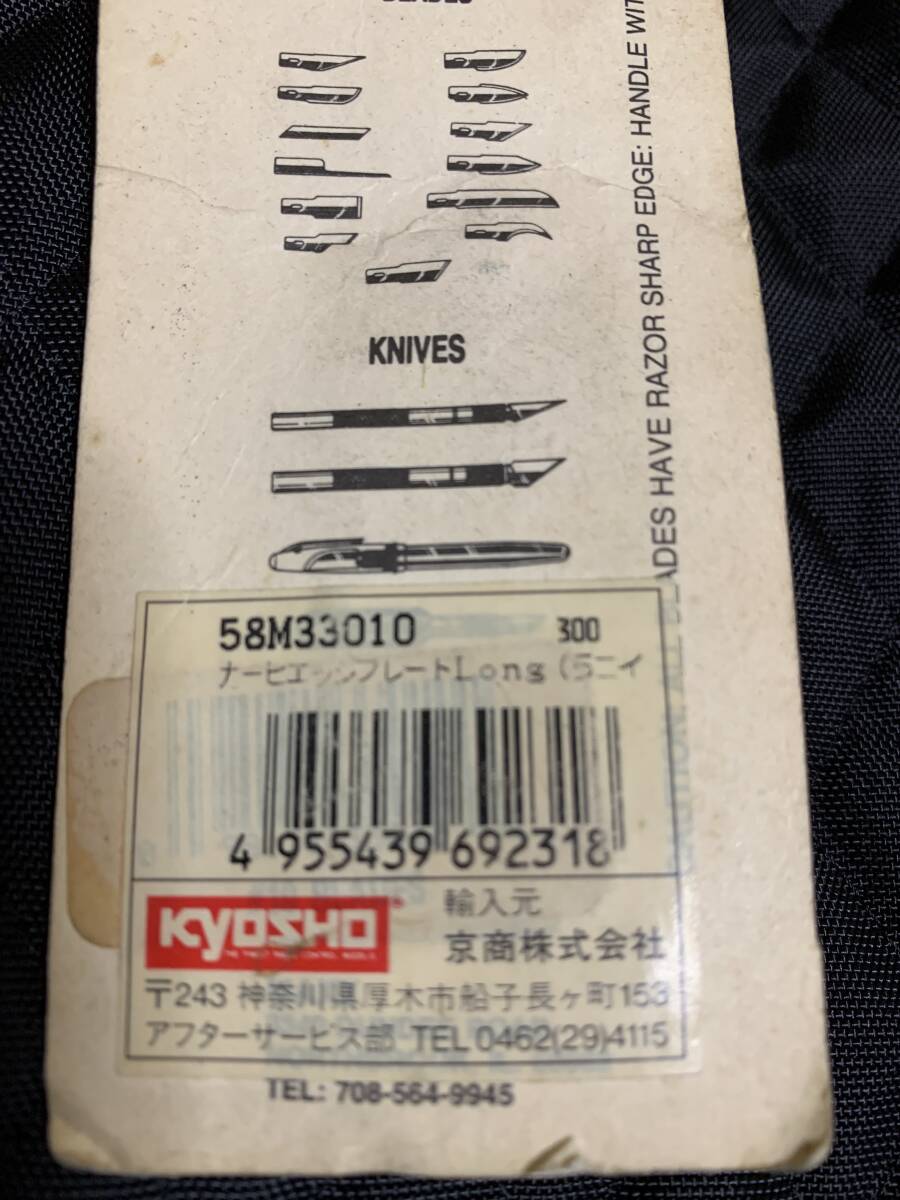 BLADES
KNIVES
ADES HAVE RAZOR SHARP EDGE: HANDLE WIT
58M33010 300
ナービエッジブレートLong (5ニイ
4 955439 692318
KYOSHO
輸入元
京商株式会社
〒243 神奈川県厚木市船子長ヶ町153
アフターサービス部 TEL 0462(29)4115
TEL: 708-564-9945